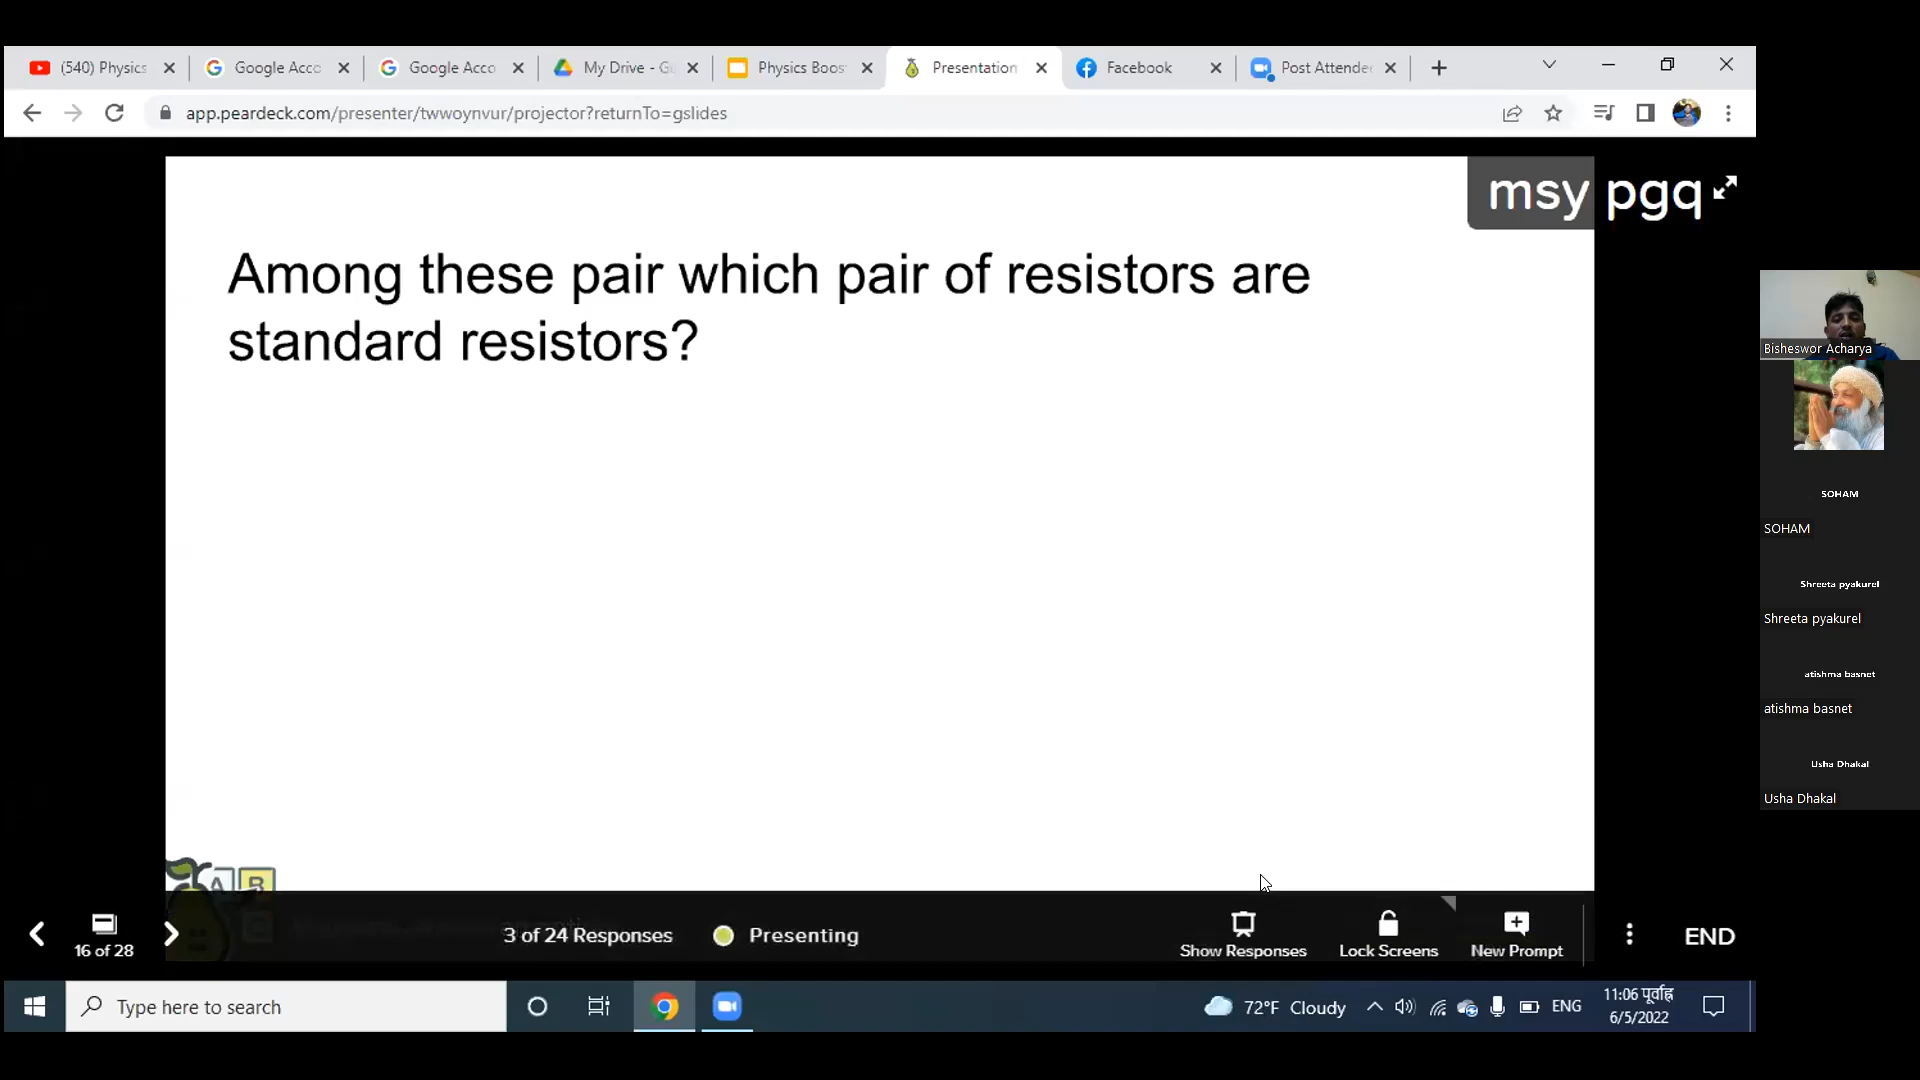 (540) Physics
Google Acco
Google Acco
My Drive - G
Physics Boos
Presentation
Facebook
Post Attende
app.peardeck.com/presenter/twwoynvur/projector?returnTo=gslides
msy pgq
Among these pair which pair of resistors are
standard resistors?
Bisheswor Acharya
SOHAM
SOHAM
Shreeta pyakurel
Shreeta pyakurel
atishma basnet
atishma basnet
Usha Dhakal
Usha Dhakal
A B
16 of 28
3 of 24 Responses
Presenting
Show Responses
Lock Screens
New Prompt
END
Type here to search
72°F Cloudy
ENG
11:06 पूर्वाह्न
6/5/2022